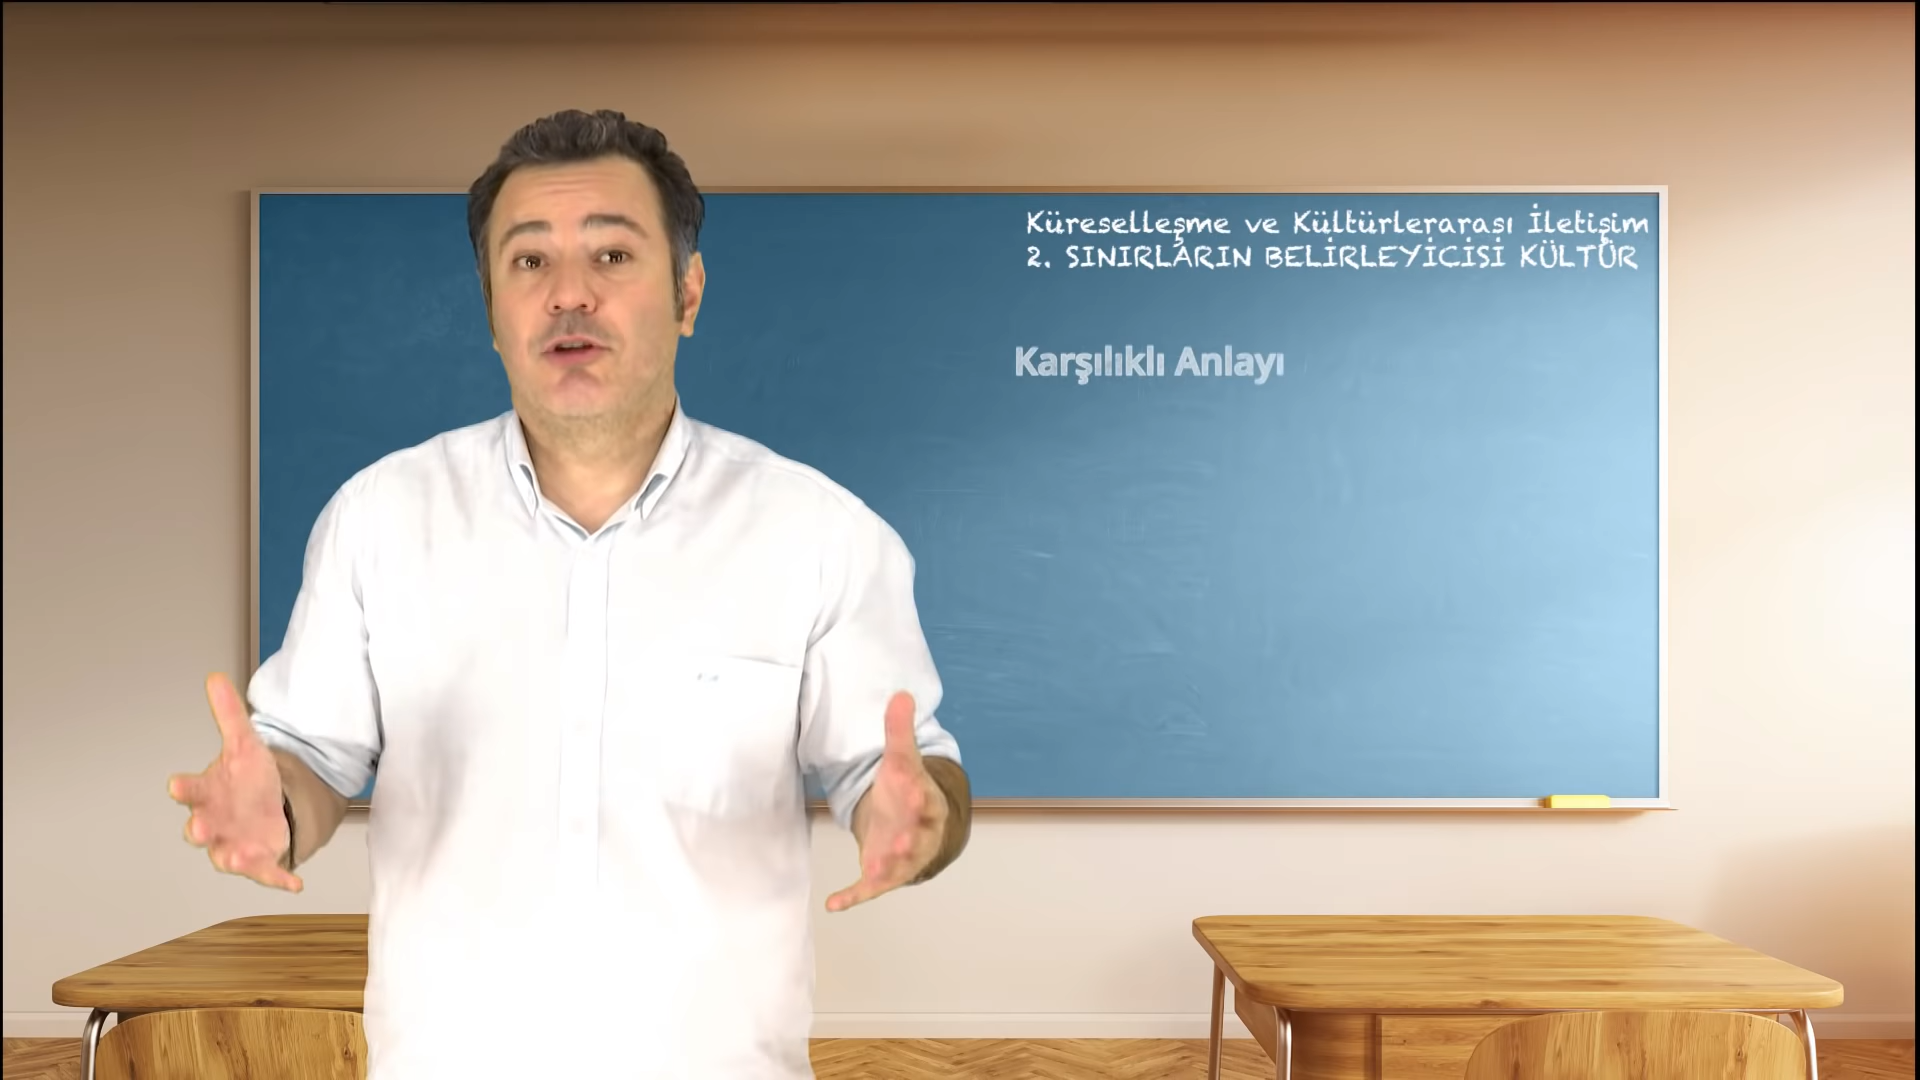 Küreselleşme ve Kültürlerarası İletişim
2. SINIRLARIN BELİRLEYİCİSİ KÜLTÜR
Karşılıklı Anlayı